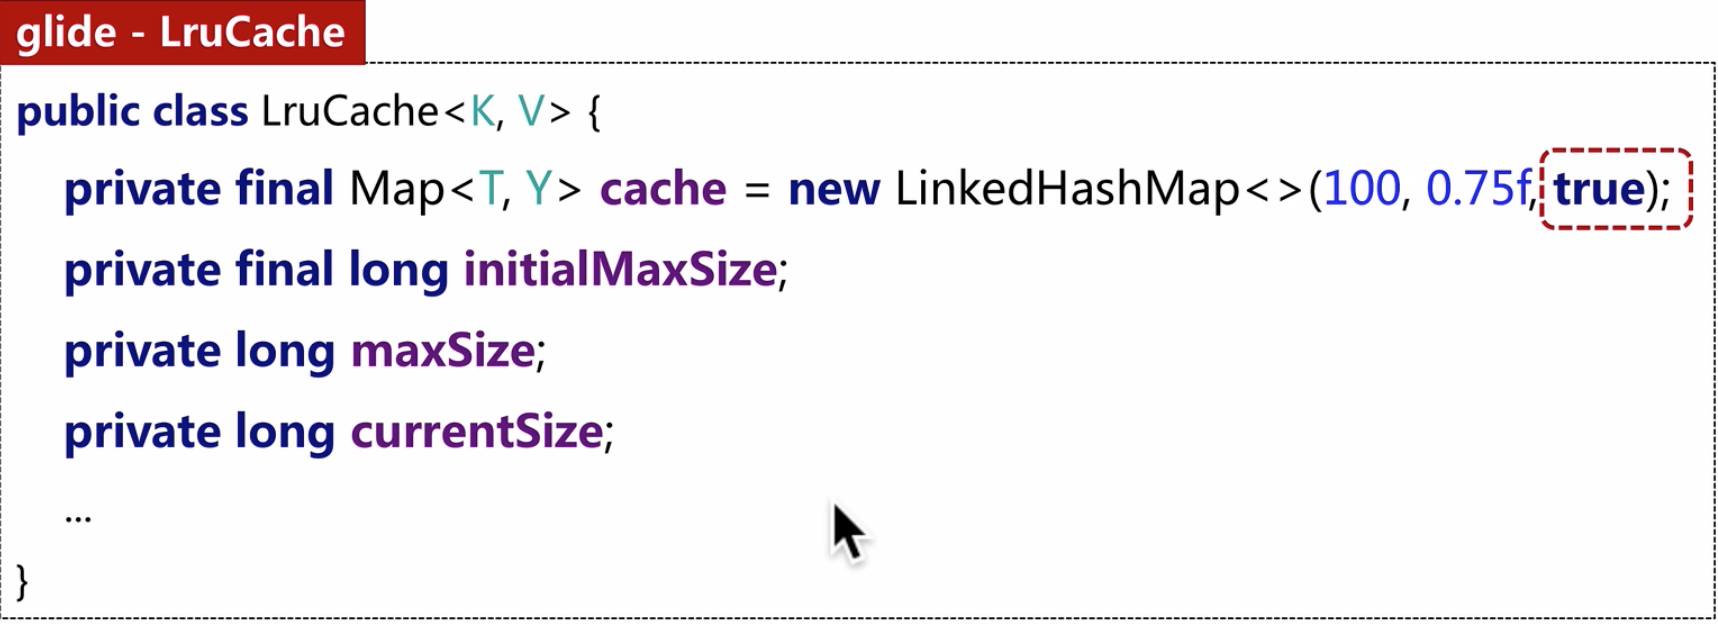 glide - LruCache
public class LruCache<K, V> {
private final Map<T, Y> cache = new LinkedHashMap<>(100, 0.75f, true);
private final long initialMaxSize;
private long maxSize;
private long currentSize;
...
}